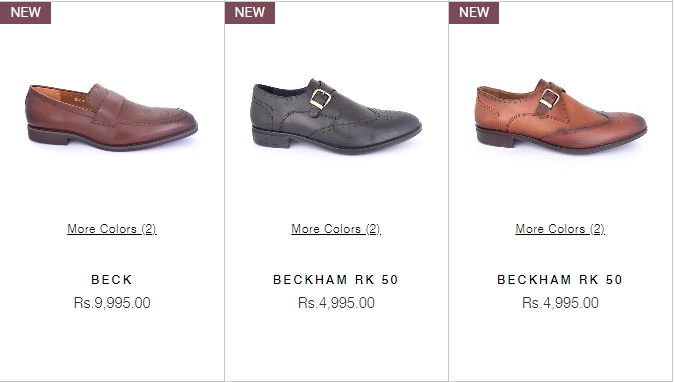 NEW
NEW
NEW
More Colors (2)
More Colors (2)
More Colors (2)
BECK
BECKHAM RK 50
BECKHAM RK 50
Rs.9,995.00
Rs.4,995.00
Rs.4,995.00